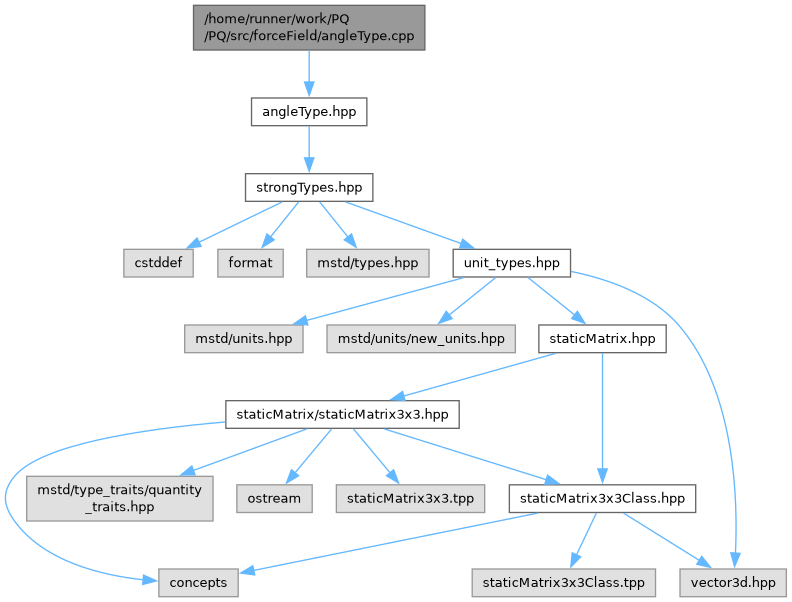 /home/runner/work/PQ
/PQ/src/forceField/angleType.cpp
angleType.hpp
strongTypes.hpp
cstddef
format
mstd/types.hpp
unit_types.hpp
mstd/units.hpp
mstd/units/new_units.hpp
staticMatrix.hpp
staticMatrix/staticMatrix3x3.hpp
mstd/type_traits/quantity
_traits.hpp
ostream
staticMatrix3x3.tpp
staticMatrix3x3Class.hpp
concepts
staticMatrix3x3Class.tpp
vector3d.hpp